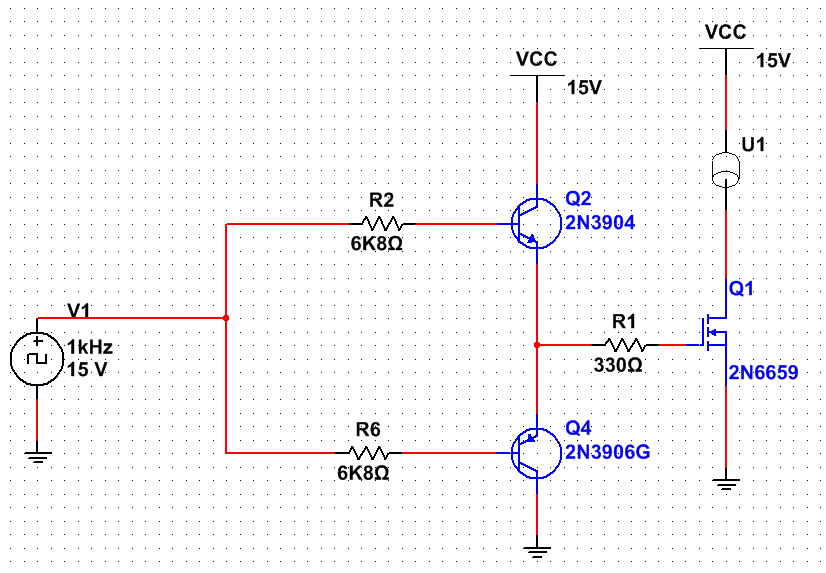 VCC
15V
U1
VCC
15V
R2
6K8Ω
Q2
2N3904
V1
1kHz
15 V
Q1
R1
330Ω
2N6659
R6
6K8Ω
Q4
2N3906G